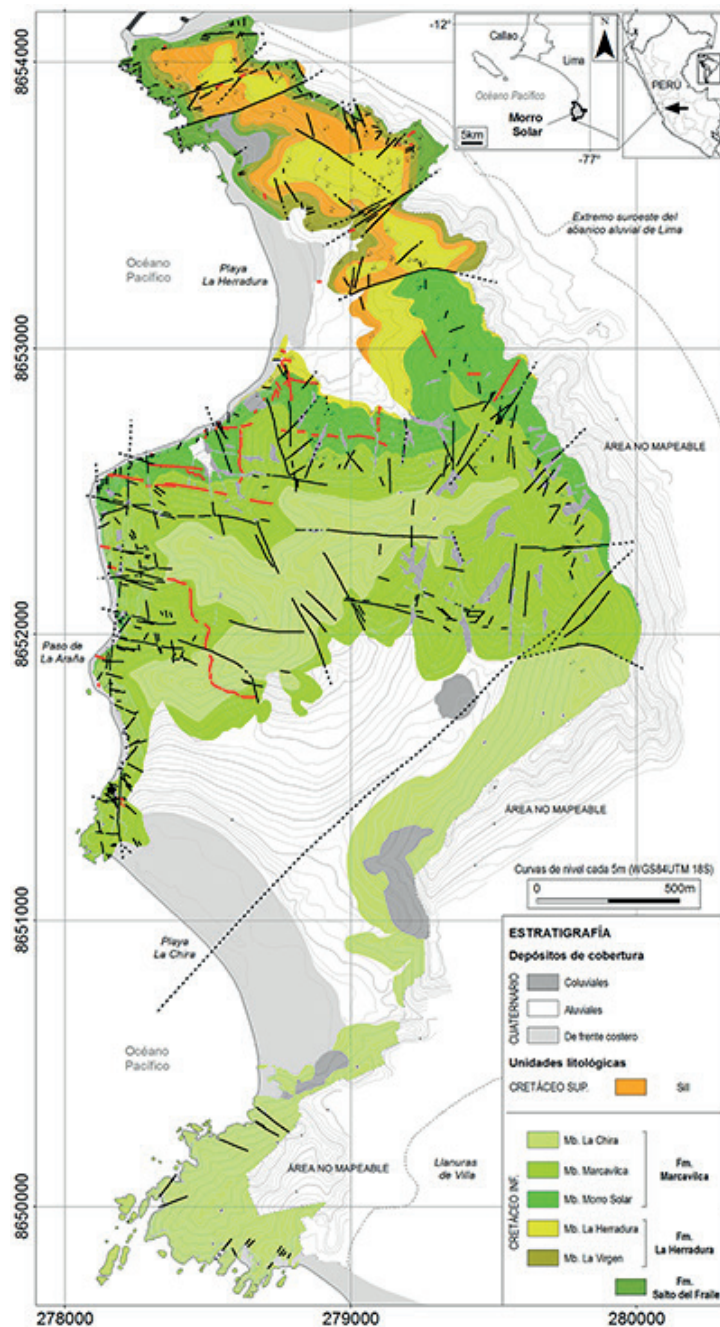 -12°
Callao
Lima
PERÚ
Océano Pacífico
Morro
Solar
5km
-77°
8654000
Extremo suroeste del
abanico aluvial de Lima
Océano
Pacífico
Playa
La Herradura
8653000
ÁREA NO MAPEABLE
8652000
Paso de
La Araña
ÁREA NO MAPEABLE
Curvas de nivel cada 5m (WGS84UTM 18S)
0
500m
8651000
Playa
La Chira
ESTRATIGRAFÍA
Depósitos de cobertura
CUATERNARIO
Coluviales
Aluviales
De frente costero
Unidades litológicas
CRETÁCEO SUP.
Sill
Océano
Pacífico
ÁREA NO MAPEABLE
Llanuras
de Villa
CRETÁCEO INF.
Mb. La Chira
Mb. Marcavilca
Mb. Morro Solar
Fm.
Marcavilca
Mb. La Herradura
Mb. La Virgen
Fm.
La Herradura
Fm.
Salto del Fraile
8650000
278000
279000
280000